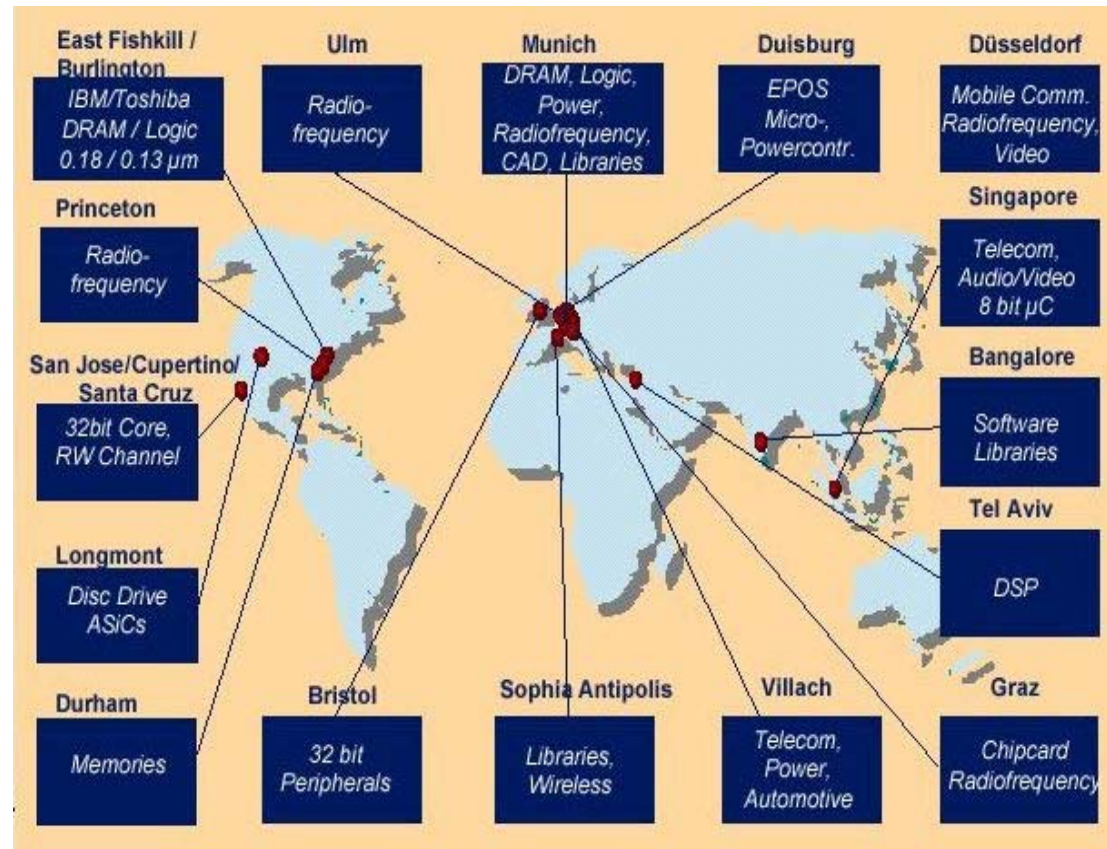 East Fishkill /
Burlington
IBM/Toshiba
DRAM / Logic
0.18 / 0.13 µm
Ulm
Radio-
frequency
Munich
DRAM, Logic,
Power,
Radiofrequency,
CAD, Libraries
Duisburg
EPOS
Micro-,
Powercontr.
Düsseldorf
Mobile Comm.
Radiofrequency,
Video
Princeton
Radio-
frequency
Singapore
Telecom,
Audio/Video
8 bit µC
San Jose/Cupertino/
Santa Cruz
32bit Core,
RW Channel
Bangalore
Software
Libraries
Longmont
Disc Drive
ASiCs
Tel Aviv
DSP
Durham
Memories
Bristol
32 bit
Peripherals
Sophia Antipolis
Libraries,
Wireless
Villach
Telecom,
Power,
Automotive
Graz
Chipcard
Radiofrequency